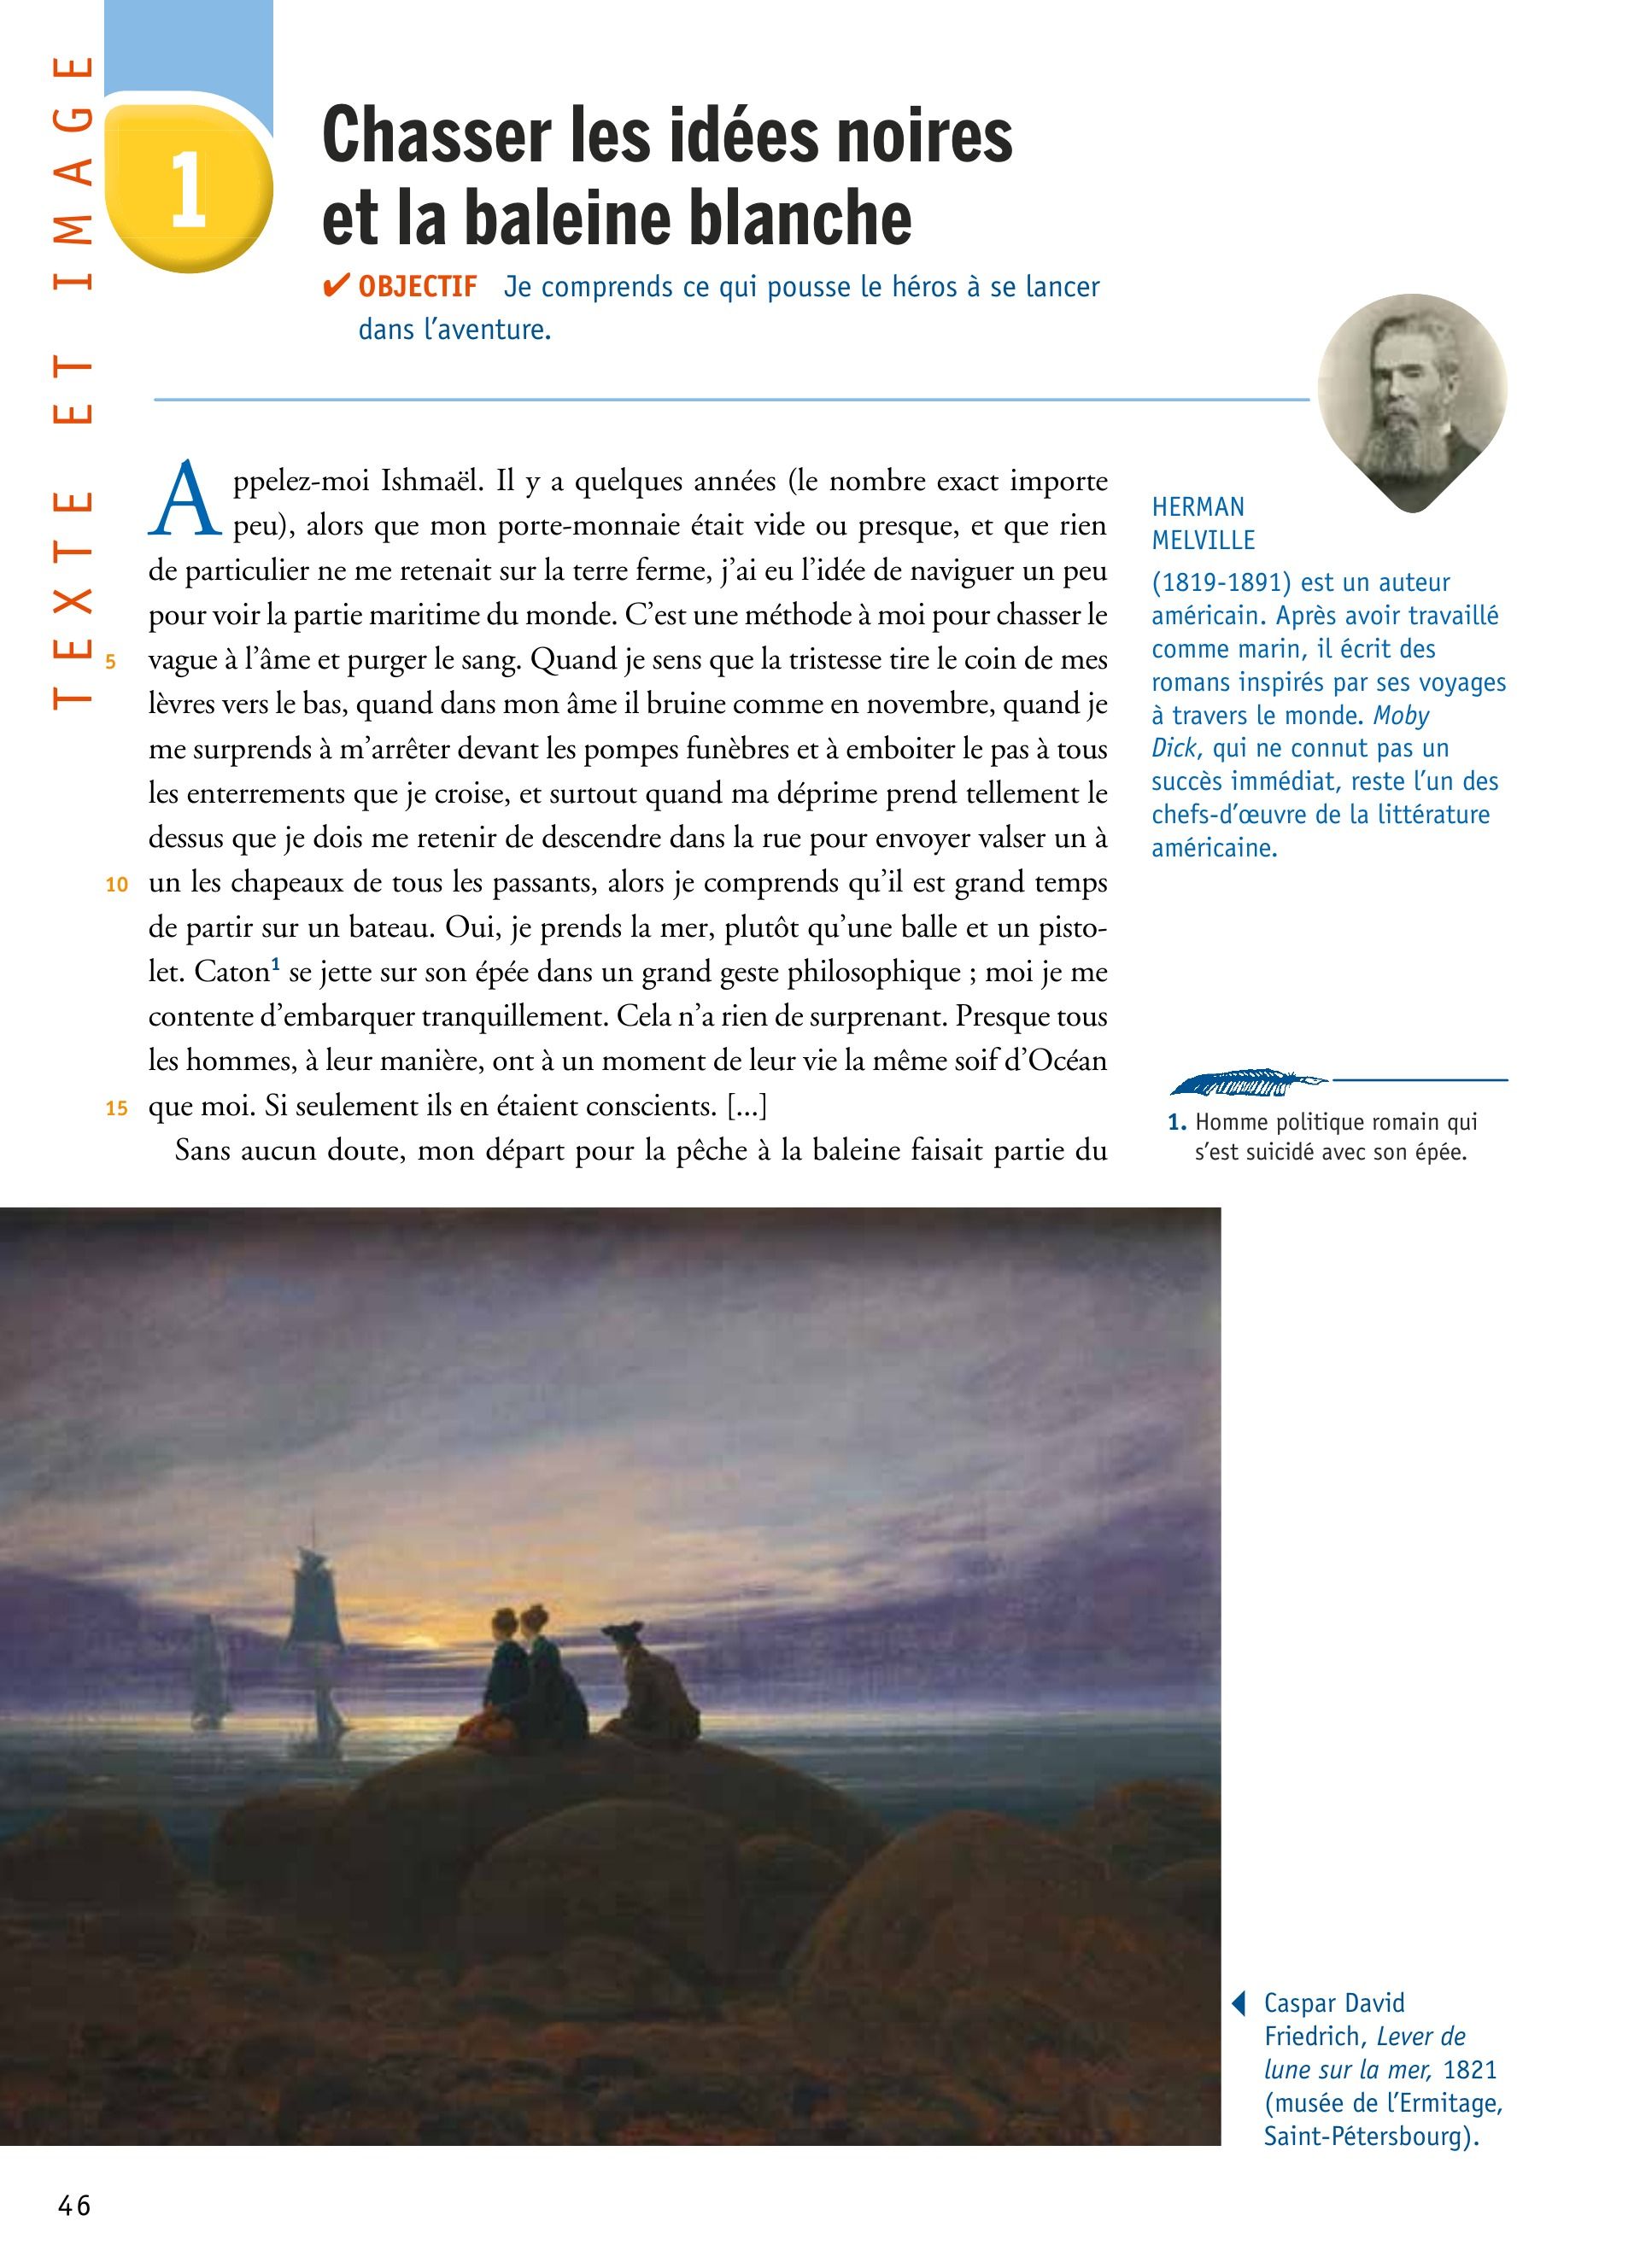 TEXTE ET IMAGE
1
Chasser les idées noires
et la baleine blanche
✔ OBJECTIF Je comprends ce qui pousse le héros à se lancer
dans l’aventure.
Appelez-moi Ishmaël. Il y a quelques années (le nombre exact importe
peu), alors que mon porte-monnaie était vide ou presque, et que rien
de particulier ne me retenait sur la terre ferme, j’ai eu l’idée de naviguer un peu
pour voir la partie maritime du monde. C’est une méthode à moi pour chasser le
5 vague à l’âme et purger le sang. Quand je sens que la tristesse tire le coin de mes
lèvres vers le bas, quand dans mon âme il bruine comme en novembre, quand je
me surprends à m’arrêter devant les pompes funèbres et à emboiter le pas à tous
les enterrements que je croise, et surtout quand ma déprime prend tellement le
dessus que je dois me retenir de descendre dans la rue pour envoyer valser un à
10 un les chapeaux de tous les passants, alors je comprends qu’il est grand temps
de partir sur un bateau. Oui, je prends la mer, plutôt qu’une balle et un pisto-
let. Caton1 se jette sur son épée dans un grand geste philosophique ; moi je me
contente d’embarquer tranquillement. Cela n’a rien de surprenant. Presque tous
les hommes, à leur manière, ont à un moment de leur vie la même soif d’Océan
15 que moi. Si seulement ils en étaient conscients. [...]
Sans aucun doute, mon départ pour la pêche à la baleine faisait partie du
HERMAN
MELVILLE
(1819-1891) est un auteur
américain. Après avoir travaillé
comme marin, il écrit des
romans inspirés par ses voyages
à travers le monde. Moby
Dick, qui ne connut pas un
succès immédiat, reste l’un des
chefs-d’œuvre de la littérature
américaine.
1. Homme politique romain qui
s’est suicidé avec son épée.
Caspar David
Friedrich, Lever de
lune sur la mer, 1821
(musée de l’Ermitage,
Saint-Pétersbourg).
46